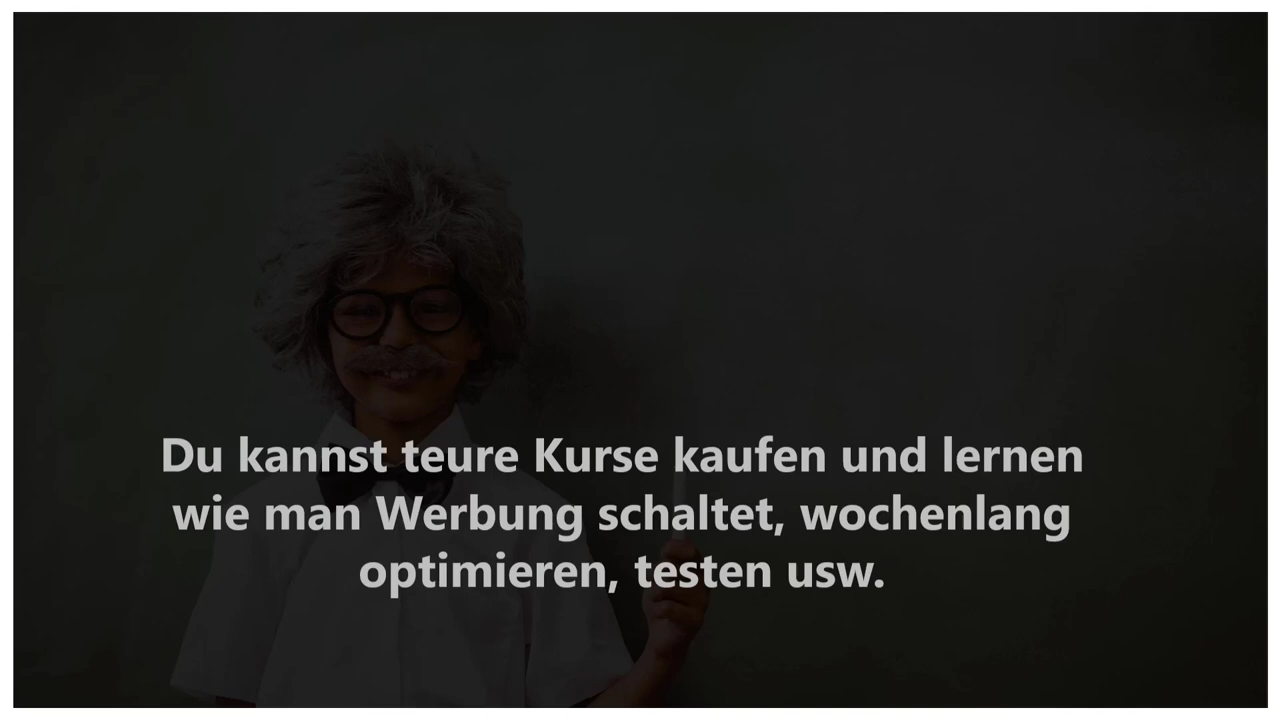 Du kannst teure Kurse kaufen und lernen
wie man Werbung schaltet, wochenlang
optimieren, testen usw.